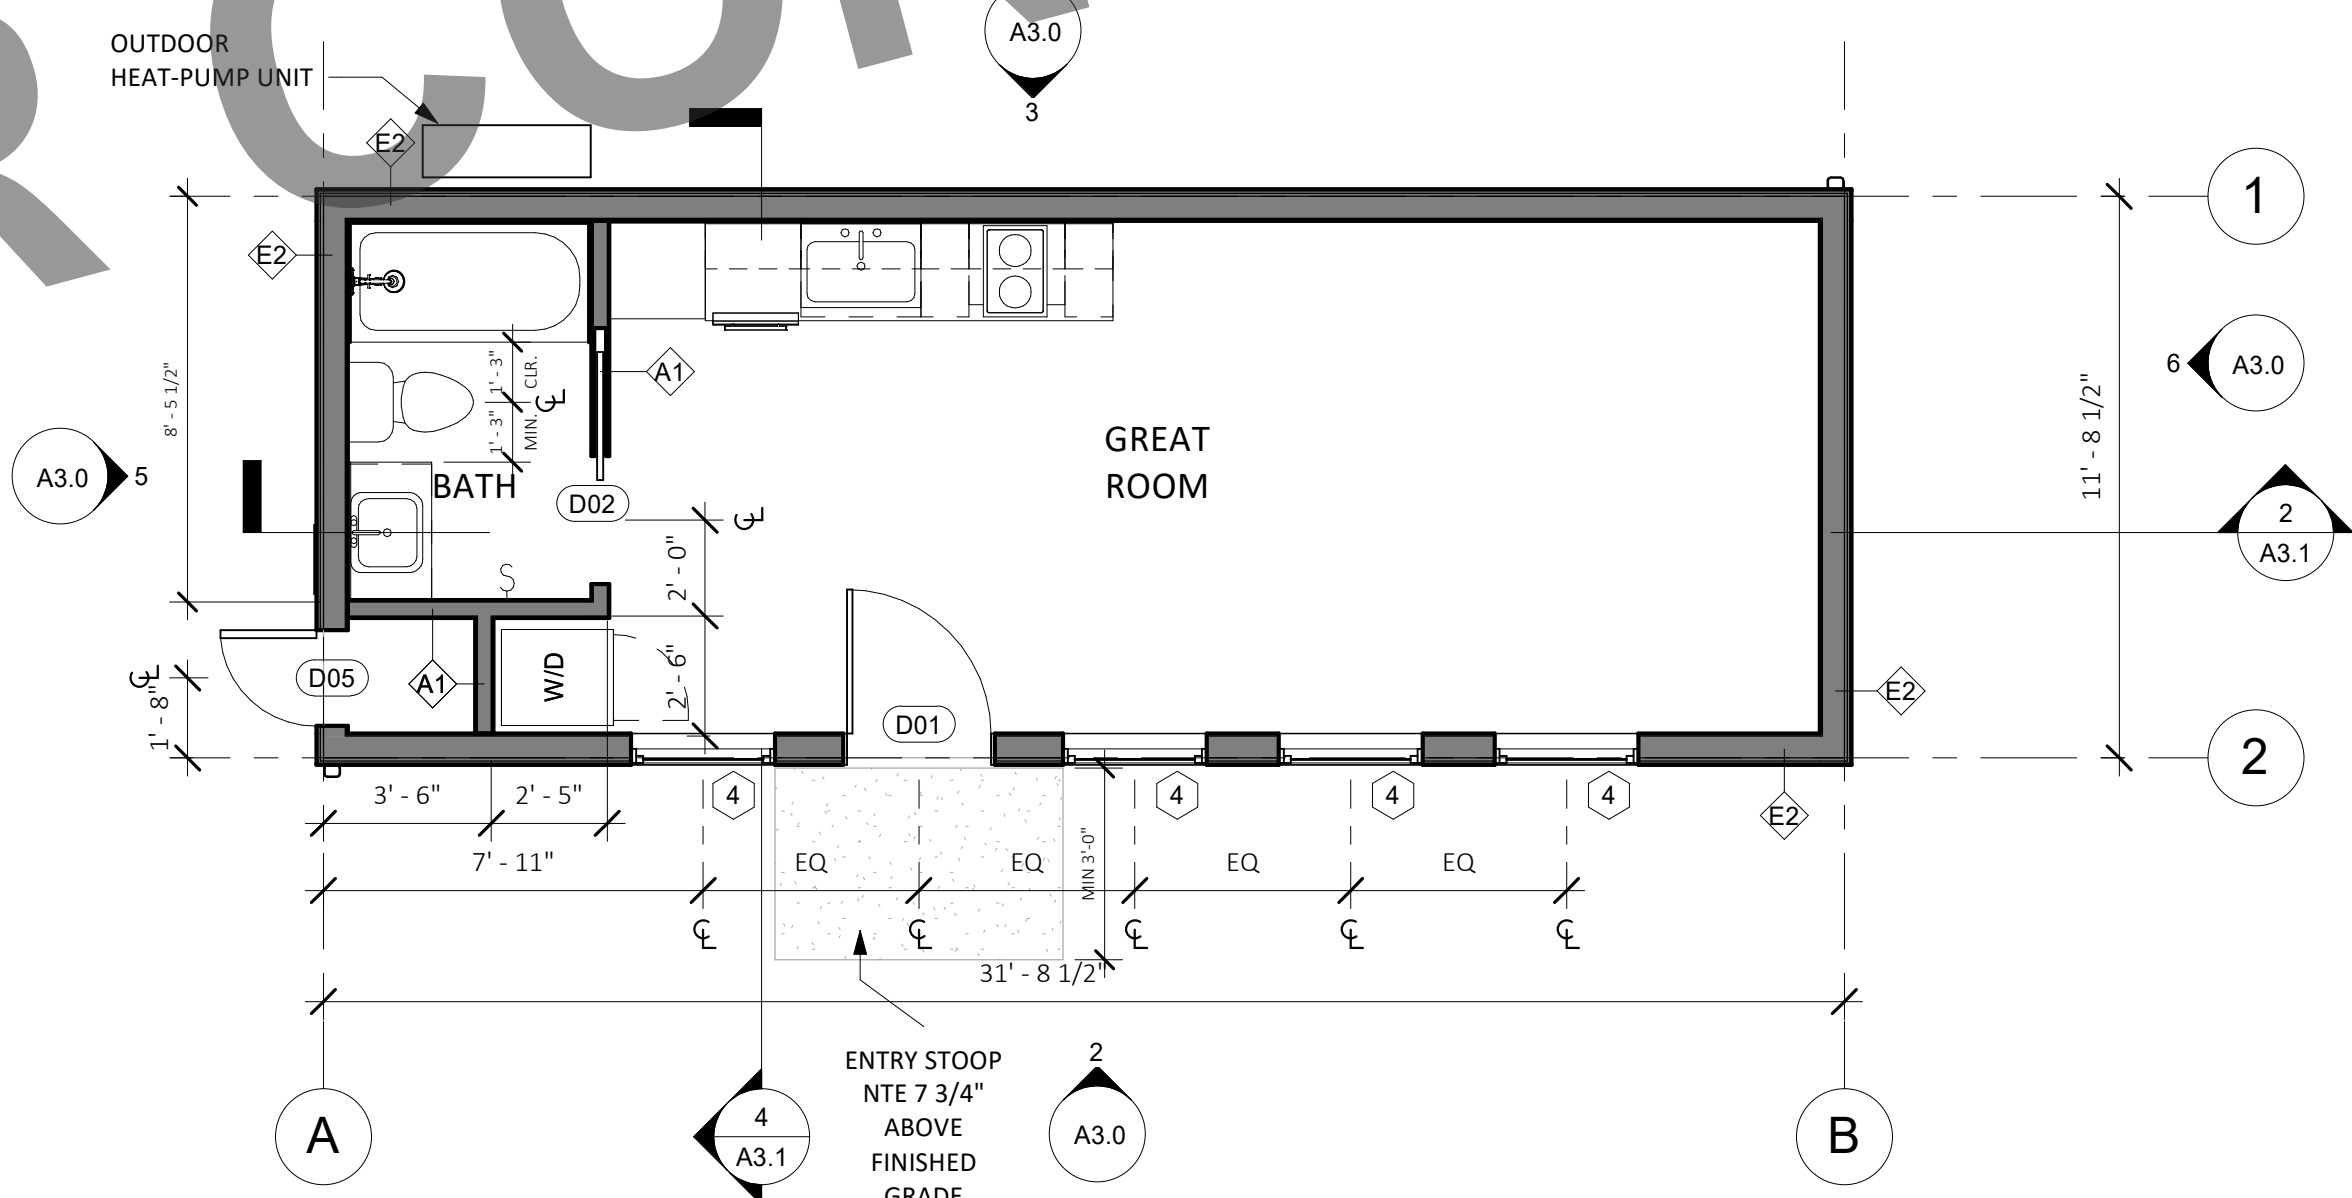 R CON
OUTDOOR
HEAT-PUMP UNIT
A3.0
3
E2
E2
1
8' - 5 1/2"
1' - 3"
CLR.
1' - 3"
MIN.
A1
GREAT
ROOM
11' - 8 1/2"
6
A3.0
A3.0
5
BATH
D02
2
A3.1
S
2' - 0"
2' - 6"
W/D
D05
A1
1' - 8"
D01
E2
2
3' - 6"
2' - 5"
4
4
4
4
E2
7' - 11"
EQ
EQ
EQ
EQ
MIN 3'-0"
31' - 8 1/2"
ENTRY STOOP
NTE 7 3/4"
ABOVE
FINISHED
GRADE
2
A3.0
A
4
A3.1
B